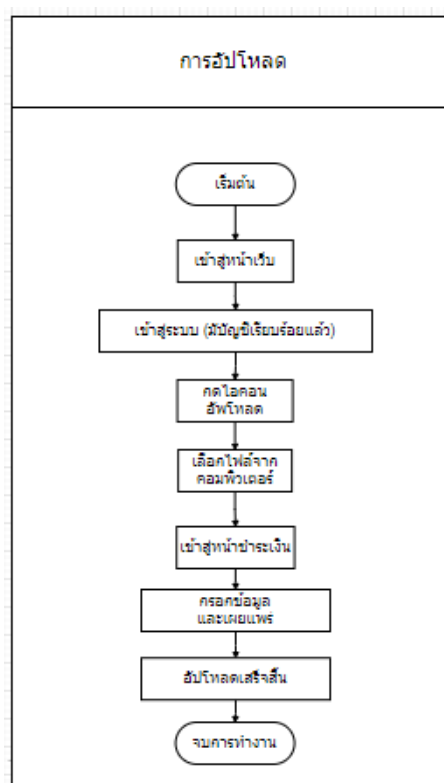 การอัปโหลด
เริ่มต้น
เข้าสู่หน้าเว็บ
เข้าสู่ระบบ (มีบัญชีเรียบร้อยแล้ว)
กดไอคอน
อัพโหลด
เลือกไฟล์จาก
คอมพิวเตอร์
เข้าสู่หน้าชำระเงิน
กรอกข้อมูล
และเผยแพร่
อัปโหลดเสร็จสิ้น
จบการทำงาน